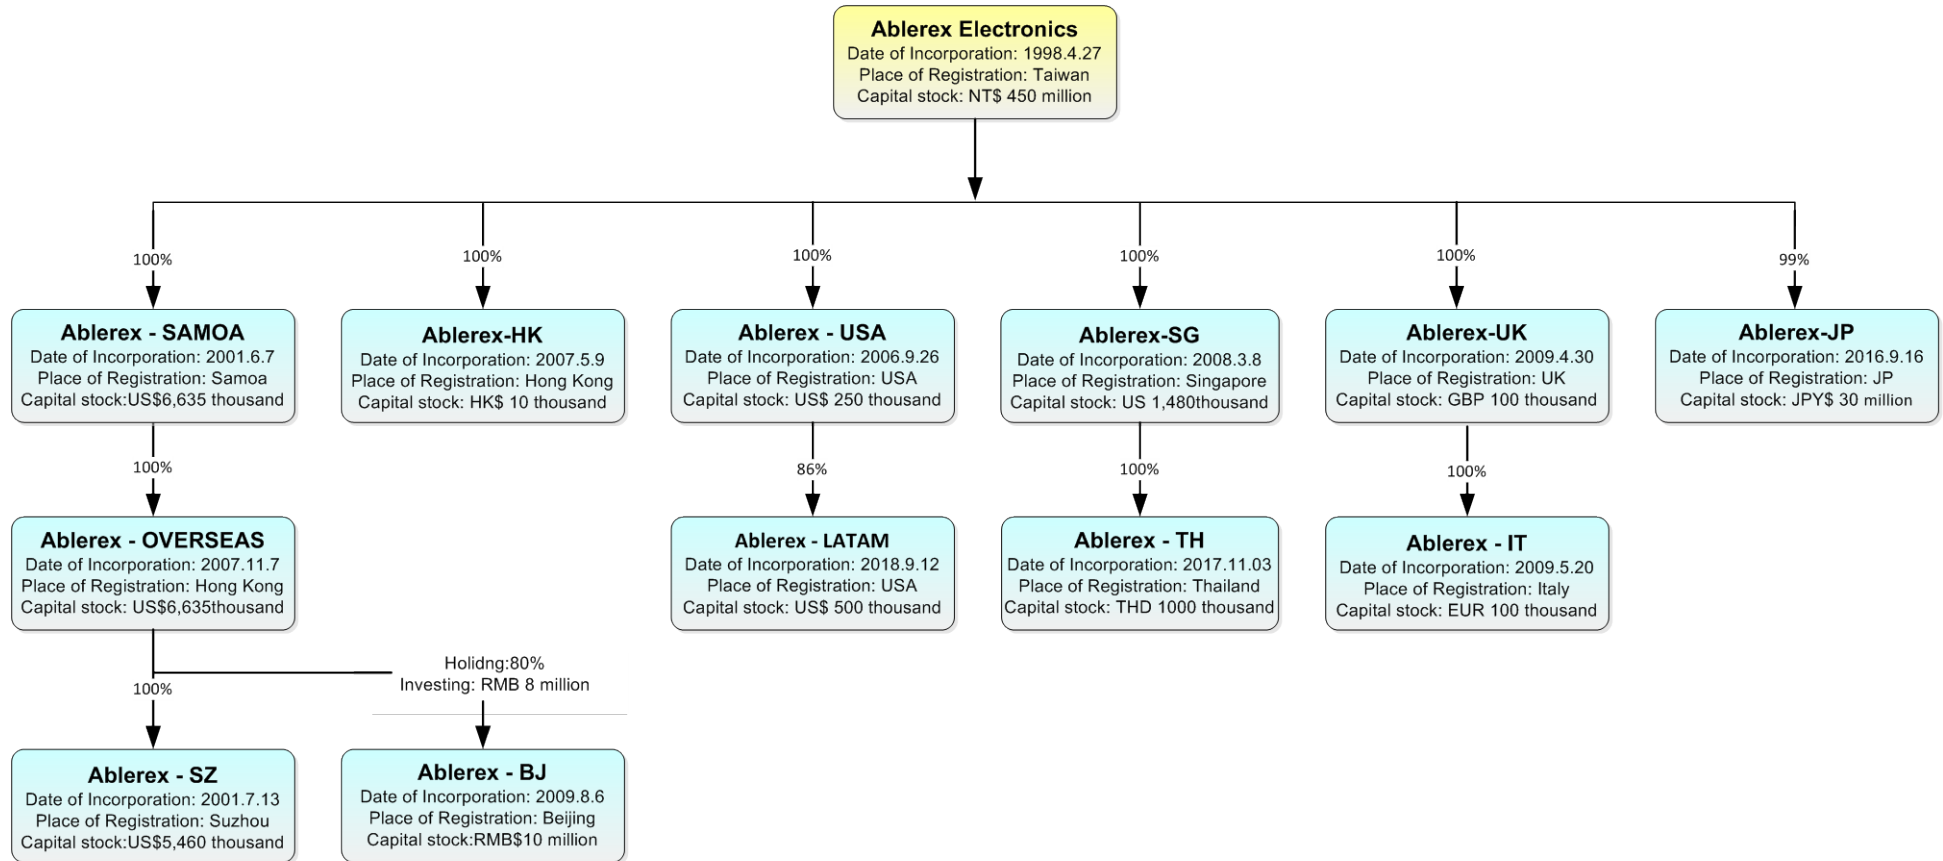 Ablerex Electronics
Date of Incorporation: 1998.4.27
Place of Registration: Taiwan
Capital stock: NT$ 450 million
100%
100%
100%
100%
100%
99%
Ablerex - SAMOA
Date of Incorporation: 2001.6.7
Place of Registration: Samoa
Capital stock:US$6,635 thousand
Ablerex-HK
Date of Incorporation: 2007.5.9
Place of Registration: Hong Kong
Capital stock: HK$ 10 thousand
Ablerex - USA
Date of Incorporation: 2006.9.26
Place of Registration: USA
Capital stock: US$ 250 thousand
Ablerex-SG
Date of Incorporation: 2008.3.8
Place of Registration: Singapore
Capital stock: US 1,480thousand
Ablerex-UK
Date of Incorporation: 2009.4.30
Place of Registration: UK
Capital stock: GBP 100 thousand
Ablerex-JP
Date of Incorporation: 2016.9.16
Place of Registration: JP
Capital stock: JPY$ 30 million
100%
86%
100%
100%
Ablerex - OVERSEAS
Date of Incorporation: 2007.11.7
Place of Registration: Hong Kong
Capital stock: US$6,635thousand
Ablerex - LATAM
Date of Incorporation: 2018.9.12
Place of Registration: USA
Capital stock: US$ 500 thousand
Ablerex - TH
Date of Incorporation: 2017.11.03
Place of Registration: Thailand
Capital stock: THD 1000 thousand
Ablerex - IT
Date of Incorporation: 2009.5.20
Place of Registration: Italy
Capital stock: EUR 100 thousand
100%
Holidng:80%
Investing: RMB 8 million
Ablerex - SZ
Date of Incorporation: 2001.7.13
Place of Registration: Suzhou
Capital stock:US$5,460 thousand
Ablerex - BJ
Date of Incorporation: 2009.8.6
Place of Registration: Beijing
Capital stock:RMB$10 million